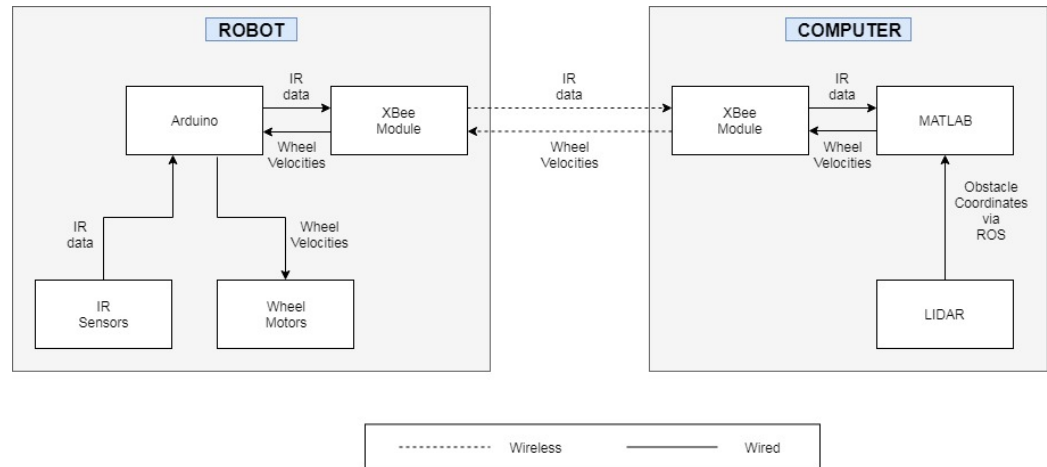 ROBOT
COMPUTER
IR
data
IR
data
IR
data
Arduino
XBee
Module
XBee
Module
MATLAB
Wheel
Velocities
Wheel
Velocities
Wheel
Velocities
Obstacle
Coordinates
via
ROS
IR
data
Wheel
Velocities
IR
Sensors
Wheel
Motors
LIDAR
Wireless
Wired